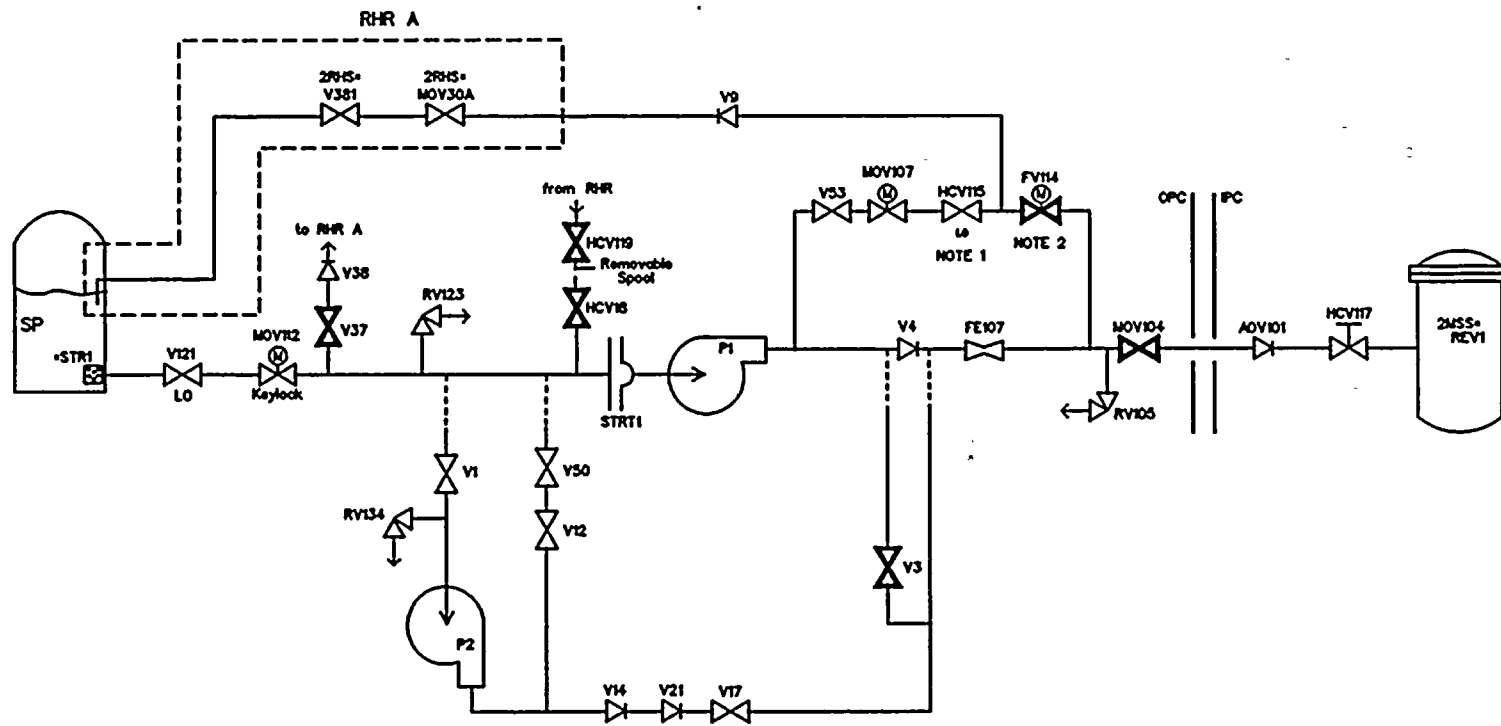 RHR A
2RHS*
V381
2RHS*
MOV30A
V9
from RHR
MOV107
V53
HCV115
FV114
M
M
LO
NOTE 1
NOTE 2
OPC
IPC
to RHR A
HCV119
Removable
Spool
V38
HCV18
RV123
SP
MOV112
M
V37
*STR1
V121
LO
Keylock
P1
V4
FE107
MOV104
AOV101
HCV117
2MSS*
REV1
STRT1
RV105
V1
V50
RV134
V12
V3
P2
V14
V21
V17